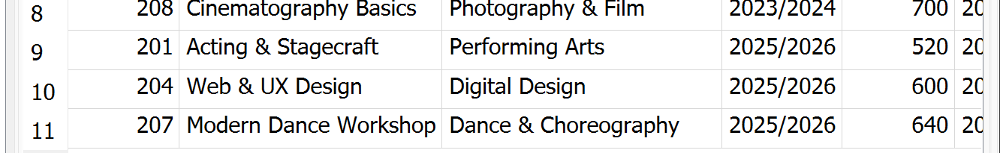 8 208 Cinematography Basics Photography & Film 2023/2024 700 20
9 201 Acting & Stagecraft Performing Arts 2025/2026 520 20
10 204 Web & UX Design Digital Design 2025/2026 600 20
11 207 Modern Dance Workshop Dance & Choreography 2025/2026 640 20